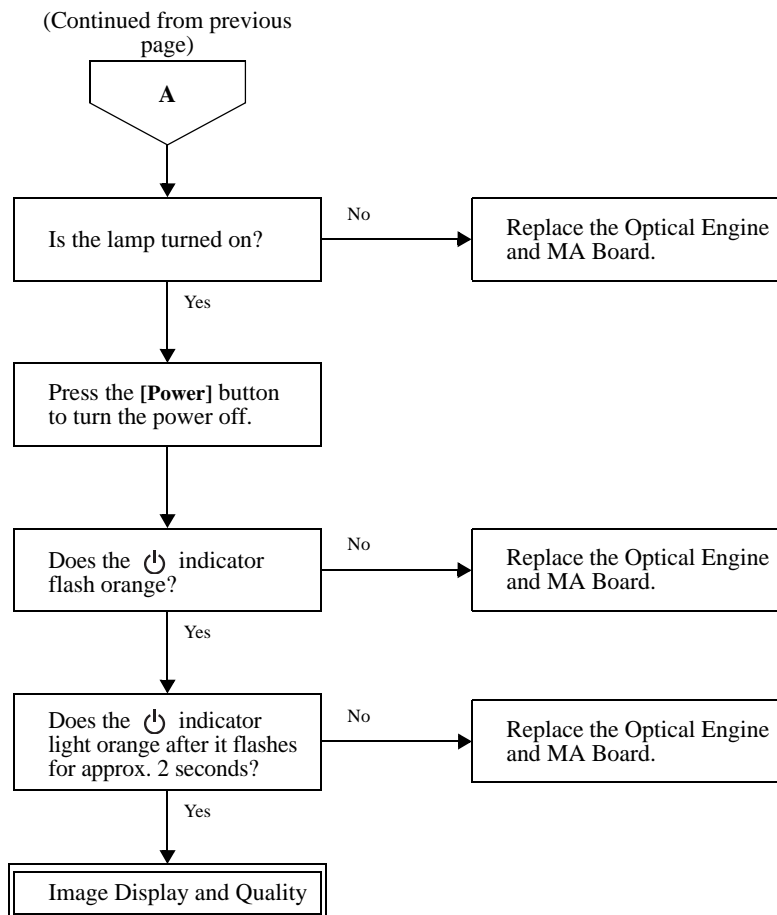 (Continued from previous
page)
A
Is the lamp turned on?
No
Replace the Optical Engine
and MA Board.
Yes
Press the [Power] button
to turn the power off.
Does the ⏻ indicator
flash orange?
No
Replace the Optical Engine
and MA Board.
Yes
Does the ⏻ indicator
light orange after it flashes
for approx. 2 seconds?
No
Replace the Optical Engine
and MA Board.
Yes
Image Display and Quality